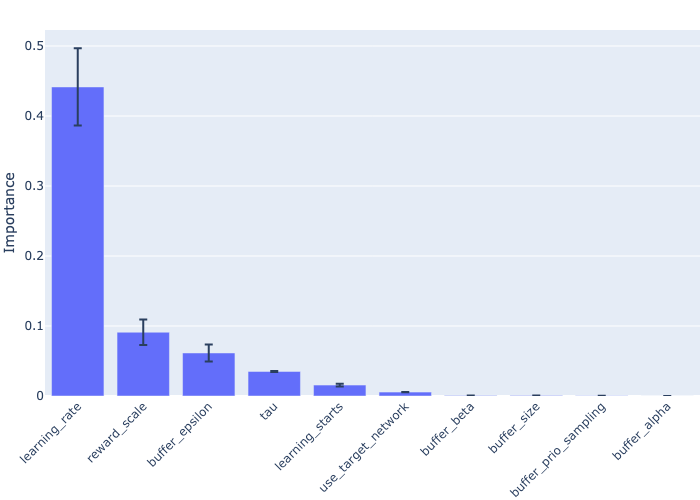 Importance
0.5
0.4
0.3
0.2
0.1
0
learning_rate
reward_scale
buffer_epsilon
tau
learning_starts
use_target_network
buffer_beta
buffer_size
buffer_prio_sampling
buffer_alpha